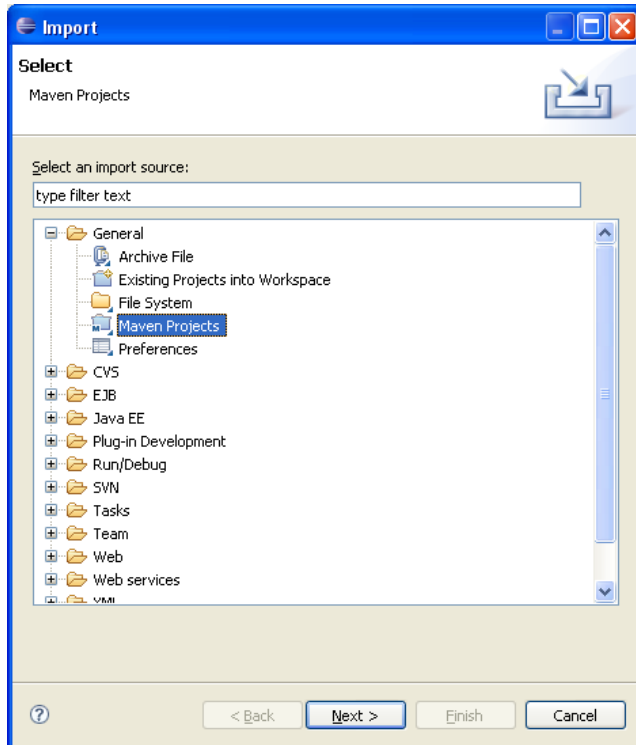 Import
Select
Maven Projects
Select an import source:
type filter text
General
Archive File
Existing Projects into Workspace
File System
Maven Projects
Preferences
CVS
EJB
Java EE
Plug-in Development
Run/Debug
SVN
Tasks
Team
Web
Web services
XML
< Back Next > Finish Cancel